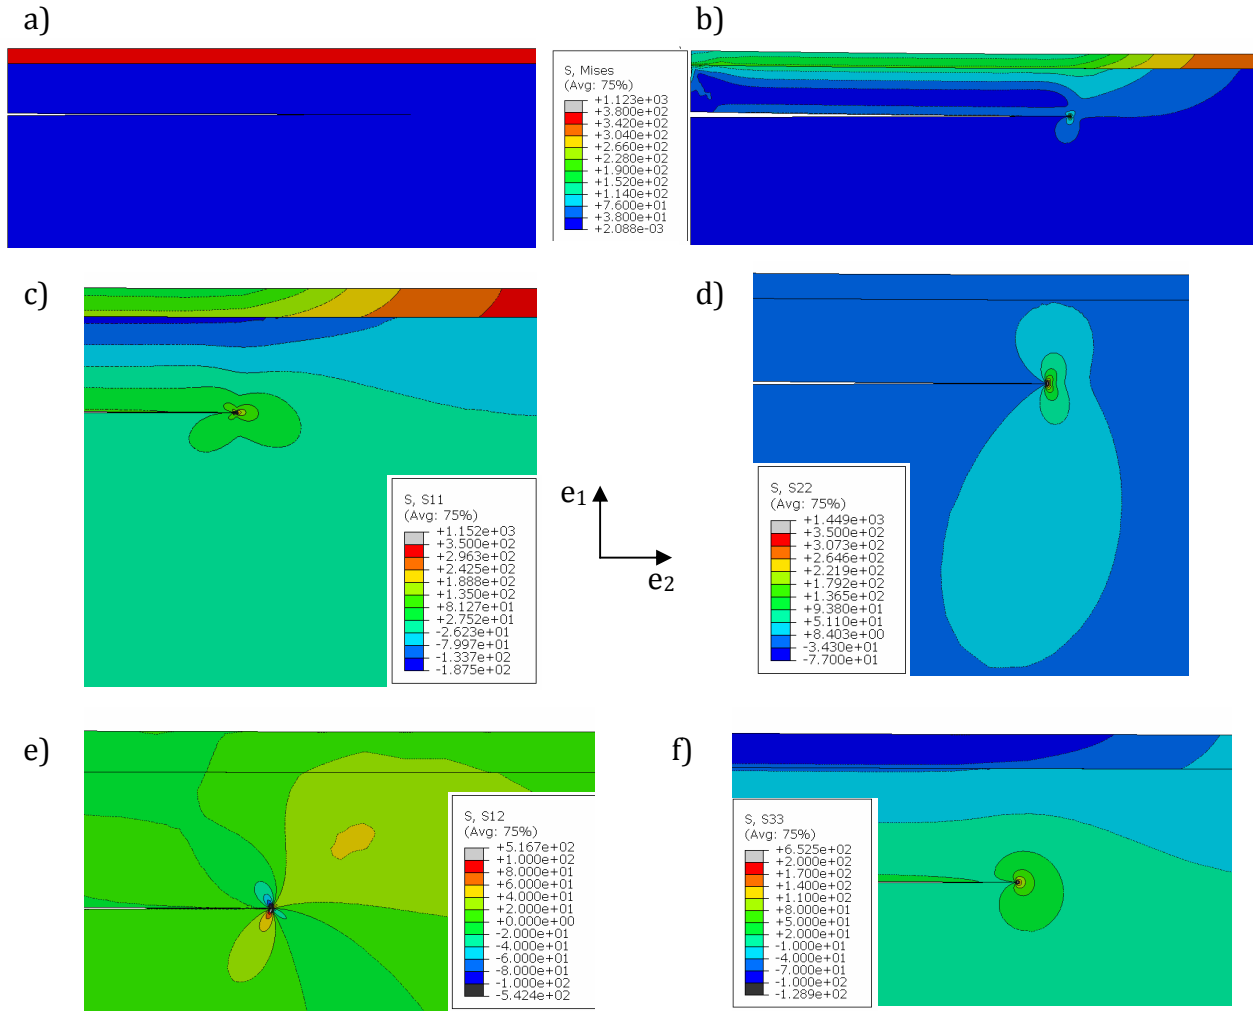 a)
b)
S, Mises
(Avg: 75%)
+1.123e+03
+3.800e+02
+3.420e+02
+3.040e+02
+2.660e+02
+2.280e+02
+1.900e+02
+1.520e+02
+1.140e+02
+7.600e+01
+3.800e+01
+2.088e-03
c)
d)
S, S11
(Avg: 75%)
+1.152e+03
+3.500e+02
+2.963e+02
+2.425e+02
+1.888e+02
+1.350e+02
+8.127e+01
+2.752e+01
-2.623e+01
-7.997e+01
-1.337e+02
-1.875e+02
e1
e2
S, S22
(Avg: 75%)
+1.449e+03
+3.500e+02
+3.073e+02
+2.646e+02
+2.219e+02
+1.792e+02
+1.365e+02
+9.380e+01
+5.110e+01
+8.403e+00
-3.430e+01
-7.700e+01
e)
f)
S, S12
(Avg: 75%)
+5.167e+02
+1.000e+02
+8.000e+01
+6.000e+01
+4.000e+01
+2.000e+01
+0.000e+00
-2.000e+01
-4.000e+01
-6.000e+01
-8.000e+01
-1.000e+02
-5.424e+02
S, S33
(Avg: 75%)
+6.525e+02
+2.000e+02
+1.700e+02
+1.400e+02
+1.100e+02
+8.000e+01
+5.000e+01
+2.000e+01
-1.000e+01
-4.000e+01
-7.000e+01
-1.000e+02
-1.289e+02